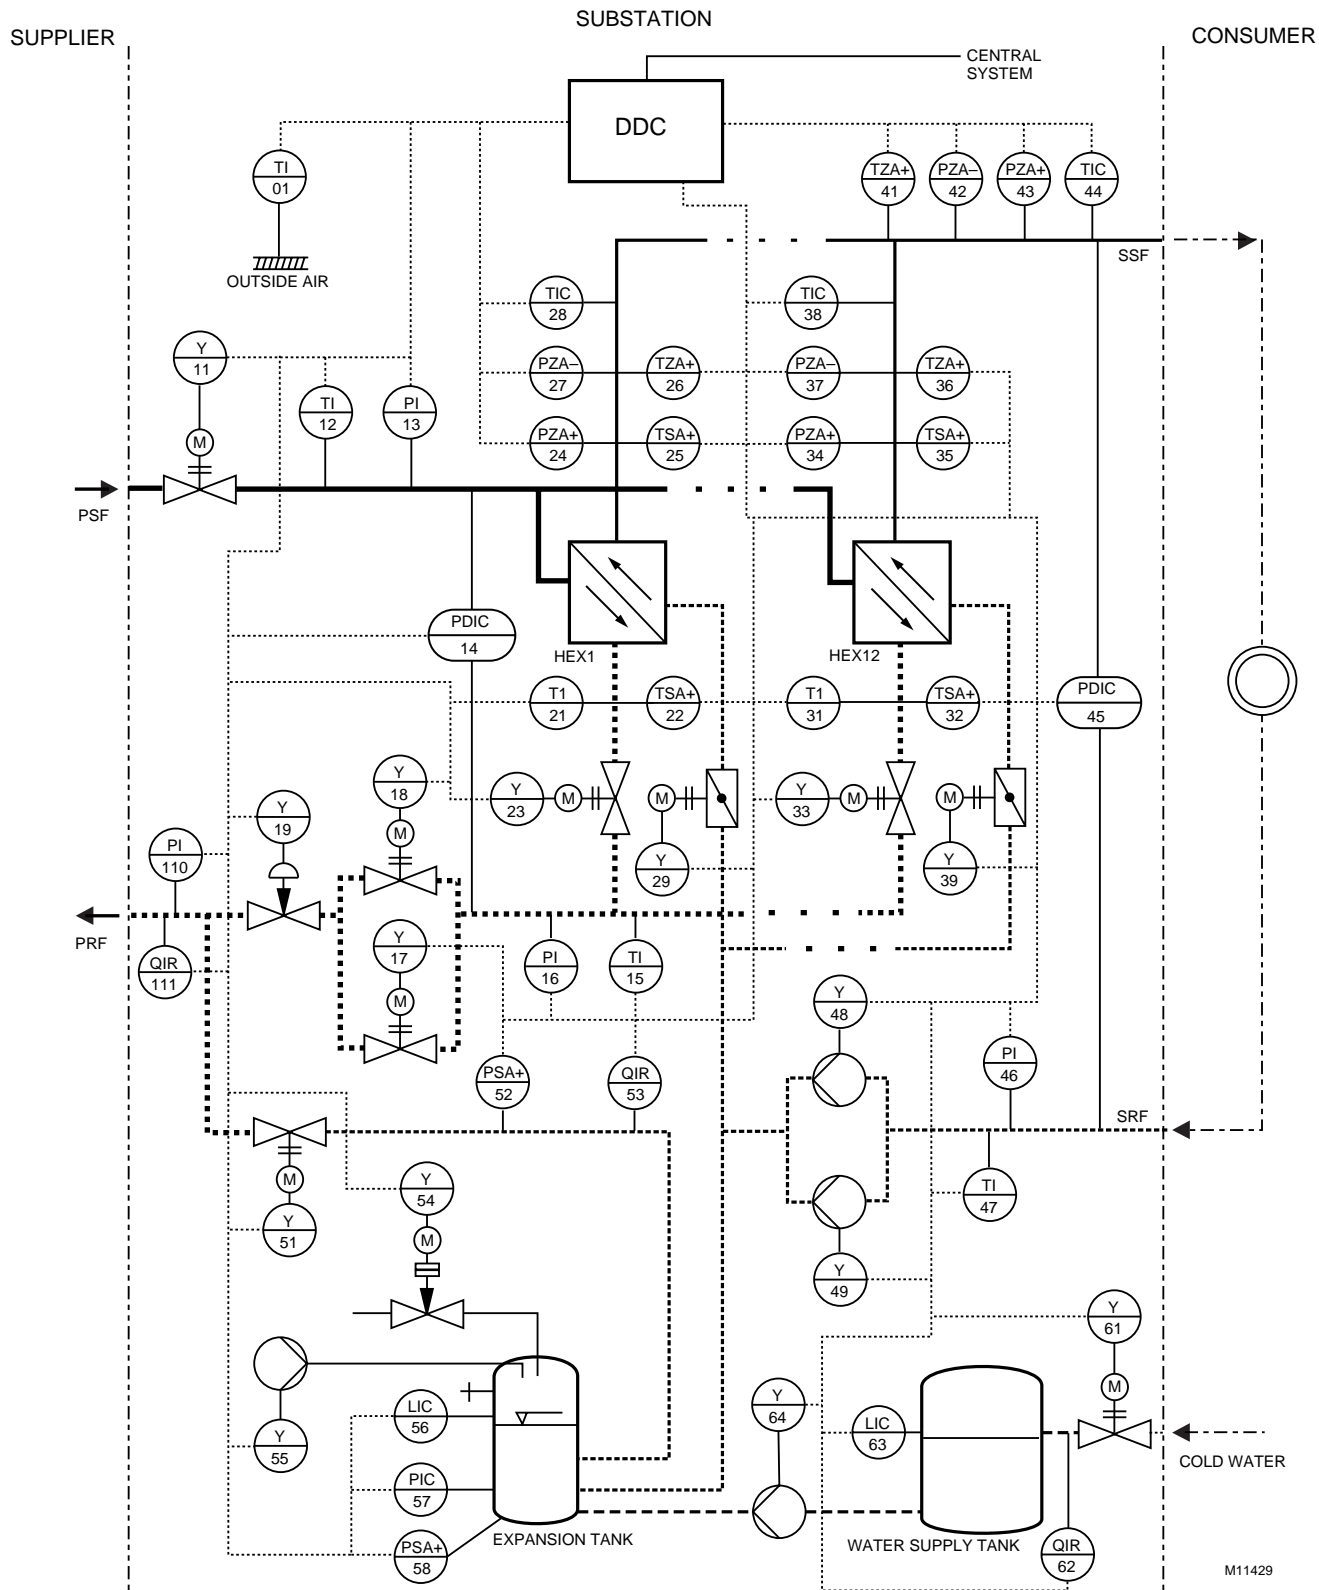 SUBSTATION
SUPPLIER
CONSUMER
CENTRAL
SYSTEM
DDC
TI
01
OUTSIDE AIR
TZA+
41
PZA–
42
PZA+
43
TIC
44
SSF
TIC
28
TIC
38
Y
11
PZA–
27
TZA+
26
PZA–
37
TZA+
36
TI
12
PI
13
PZA+
24
TSA+
25
PZA+
34
TSA+
35
M
PSF
PDIC
14
HEX1
HEX12
T1
21
TSA+
22
T1
31
TSA+
32
PDIC
45
Y
18
Y
23
M
M
Y
33
M
M
Y
19
M
PI
110
Y
29
Y
39
PRF
Y
17
QIR
111
PI
16
TI
15
M
Y
48
PI
46
PSA+
52
QIR
53
SRF
M
Y
54
TI
47
Y
51
M
Y
49
Y
61
M
Y
64
LIC
56
LIC
63
Y
55
COLD WATER
PIC
57
EXPANSION TANK
WATER SUPPLY TANK
PSA+
58
QIR
62
M11429